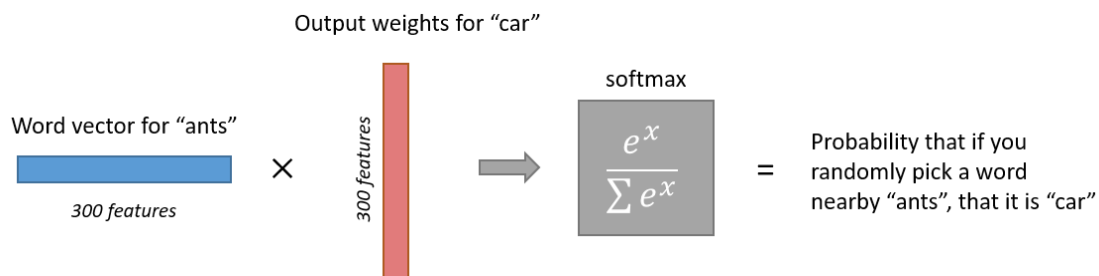 Output weights for “car”
softmax
Word vector for “ants”
300 features
×
300 features
e^x
∑ e^x
=
Probability that if you
randomly pick a word
nearby “ants”, that it is “car”